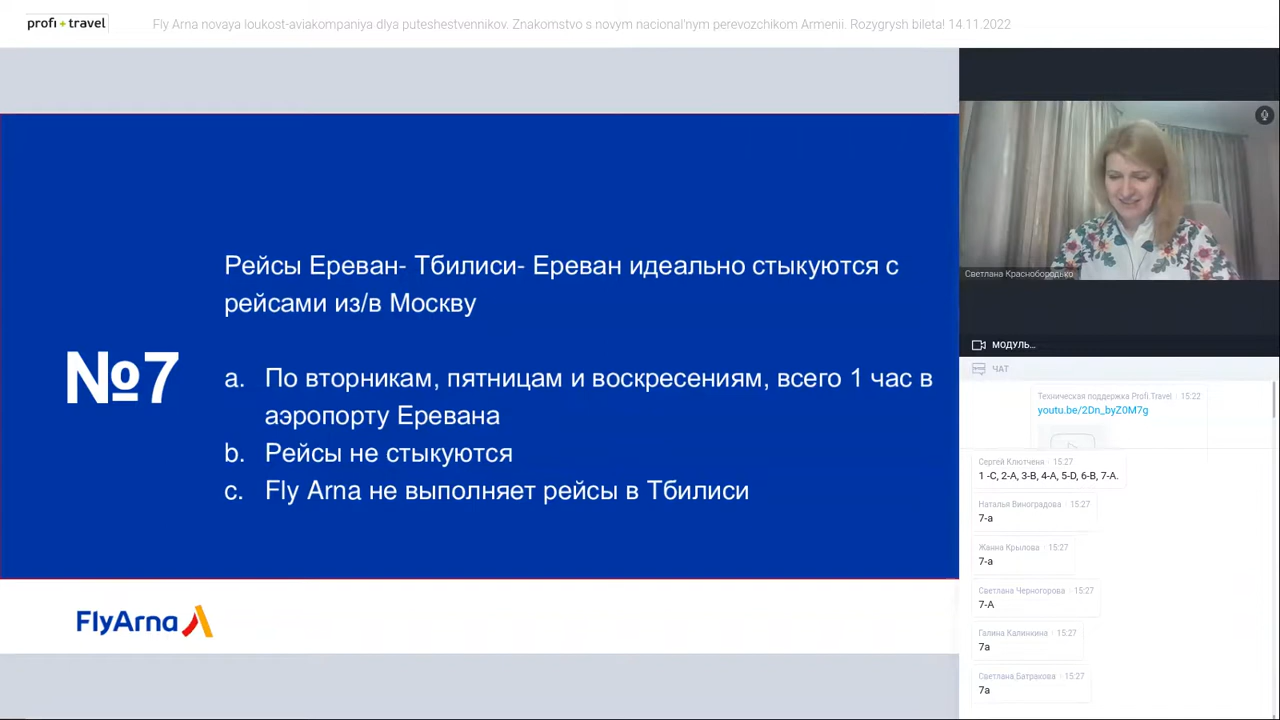 profi travel
Fly Arna novaya loukost-aviakompaniya dlya puteshestvennikov. Znakomstvo s novym nacional'nym perevozchikom Armenii. Rozygrysh bileta! 14.11.2022
Рейсы Ереван- Тбилиси- Ереван идеально стыкуются с
рейсами из/в Москву
№7
a. По вторникам, пятницам и воскресениям, всего 1 час в
аэропорту Еревана
b. Рейсы не стыкуются
c. Fly Arna не выполняет рейсы в Тбилиси
FlyArna
Светлана Краснобородько
МОДУЛЬ...
ЧАТ
Техническая поддержка Profi.Travel 15:22
youtu.be/2Dn_byZ0M7g
Сергей Клютченя 15:27
1 -С, 2-А, 3-В, 4-А, 5-D, 6-В, 7-А.
Наталья Виноградова 15:27
7-а
Жанна Крылова 15:27
7-а
Светлана Черногорова 15:27
7-А
Галина Калинкина 15:27
7а
Светлана Батракова 15:27
7а